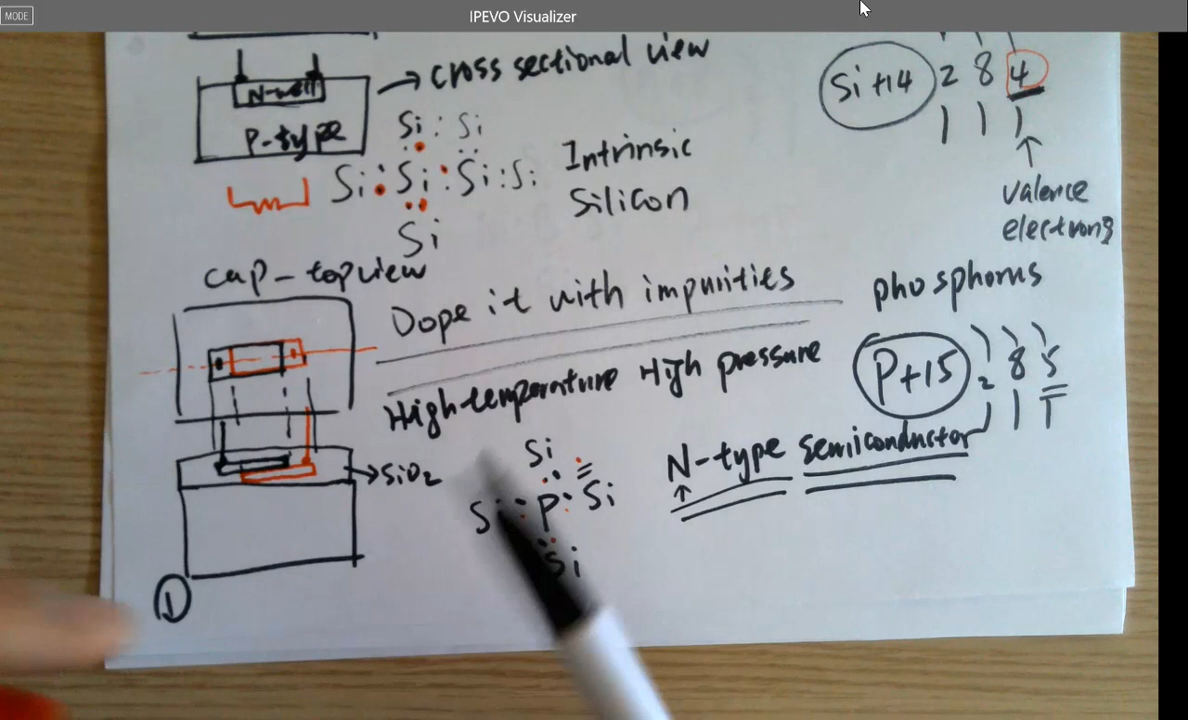 MODE
IPEVO Visualizer
cross sectional view
N-well
P-type
Si : Si
Si : Si : Si : Si
Si
Intrinsic
Silicon
Si +14
2 8 4
Valence
electrons
cap - top view
Dope it with impurities
High-temperature High pressure
phosphorus
P+15
2 8 5
N-type semiconductor
SiO2
Si
Si : P : Si
Si
1